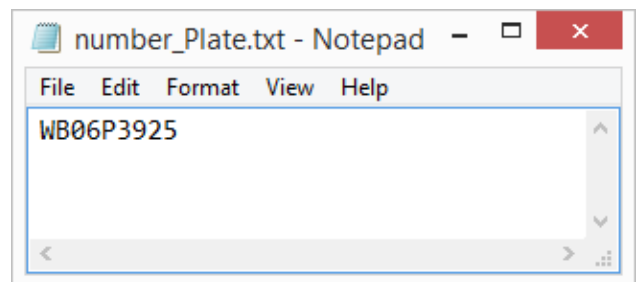 number_Plate.txt - Notepad
File Edit Format View Help
WB06P3925